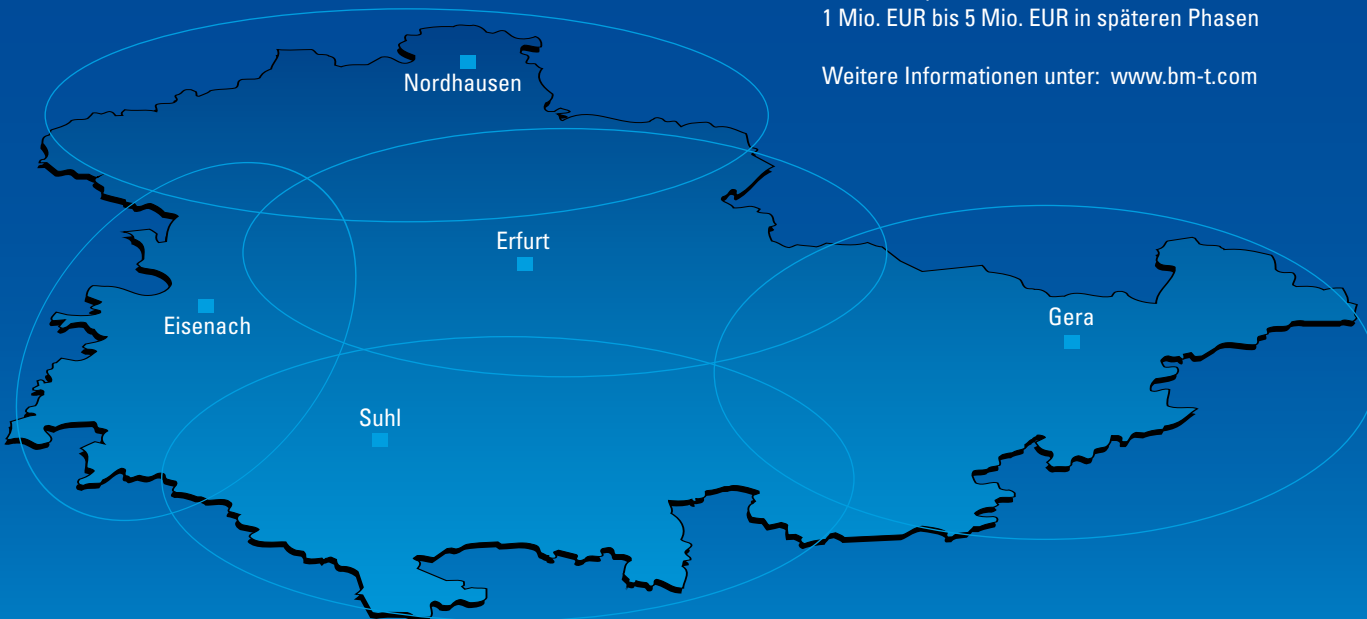 1 Mio. EUR bis 5 Mio. EUR in späteren Phasen
Weitere Informationen unter: www.bm-t.com
Nordhausen
Erfurt
Eisenach
Gera
Suhl